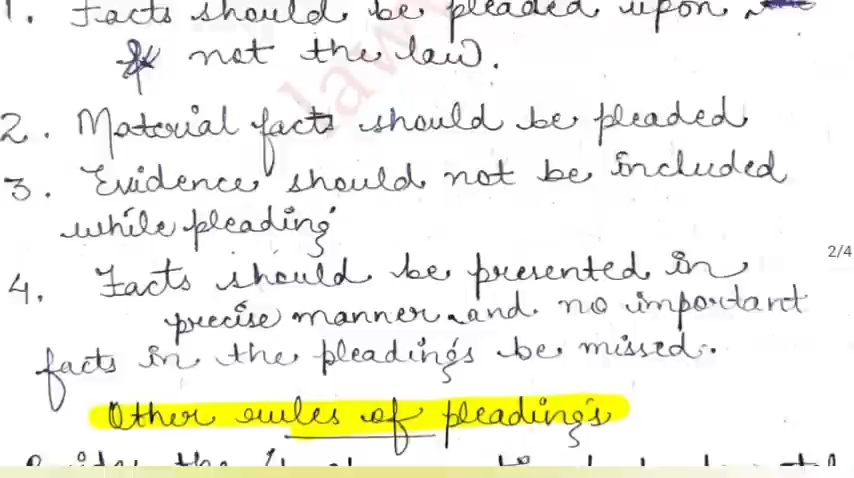 1. Facts should be pleaded upon
not the law.
2. Material facts should be pleaded
3. Evidence should not be included
while pleading
2/4
4. Facts should be presented in
precise manner and no important
facts in the pleadings be missed.
Other rules of pleadings